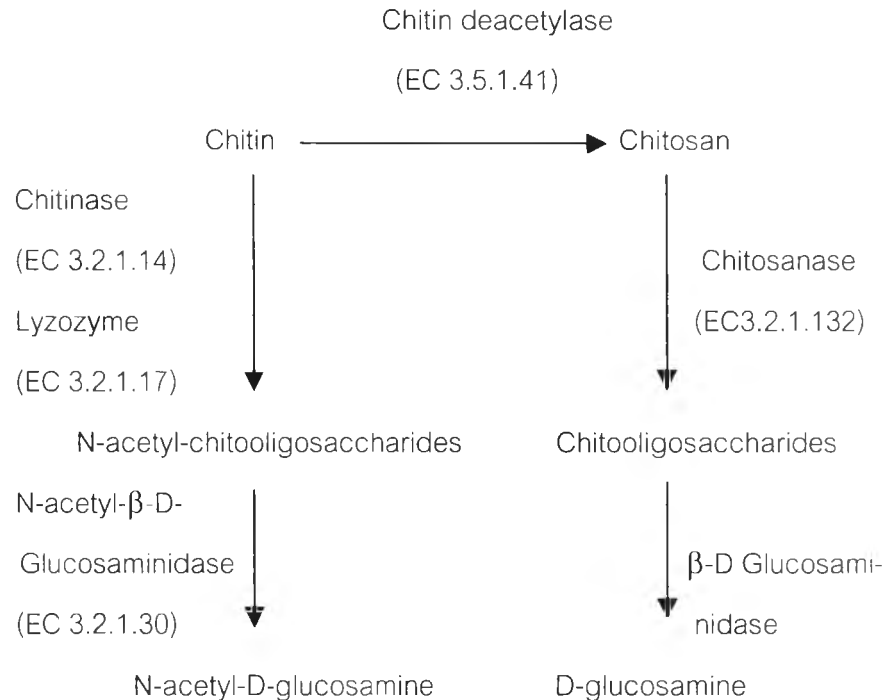 Chitin deacetylase
(EC 3.5.1.41)
Chitin
Chitosan
Chitinase
(EC 3.2.1.14)
Lyzozyme
(EC 3.2.1.17)
Chitosanase
(EC3.2.1.132)
N-acetyl-chitooligosaccharides
Chitooligosaccharides
N-acetyl-β-D-
Glucosaminidase
(EC 3.2.1.30)
β-D Glucosami-
nidase
N-acetyl-D-glucosamine
D-glucosamine